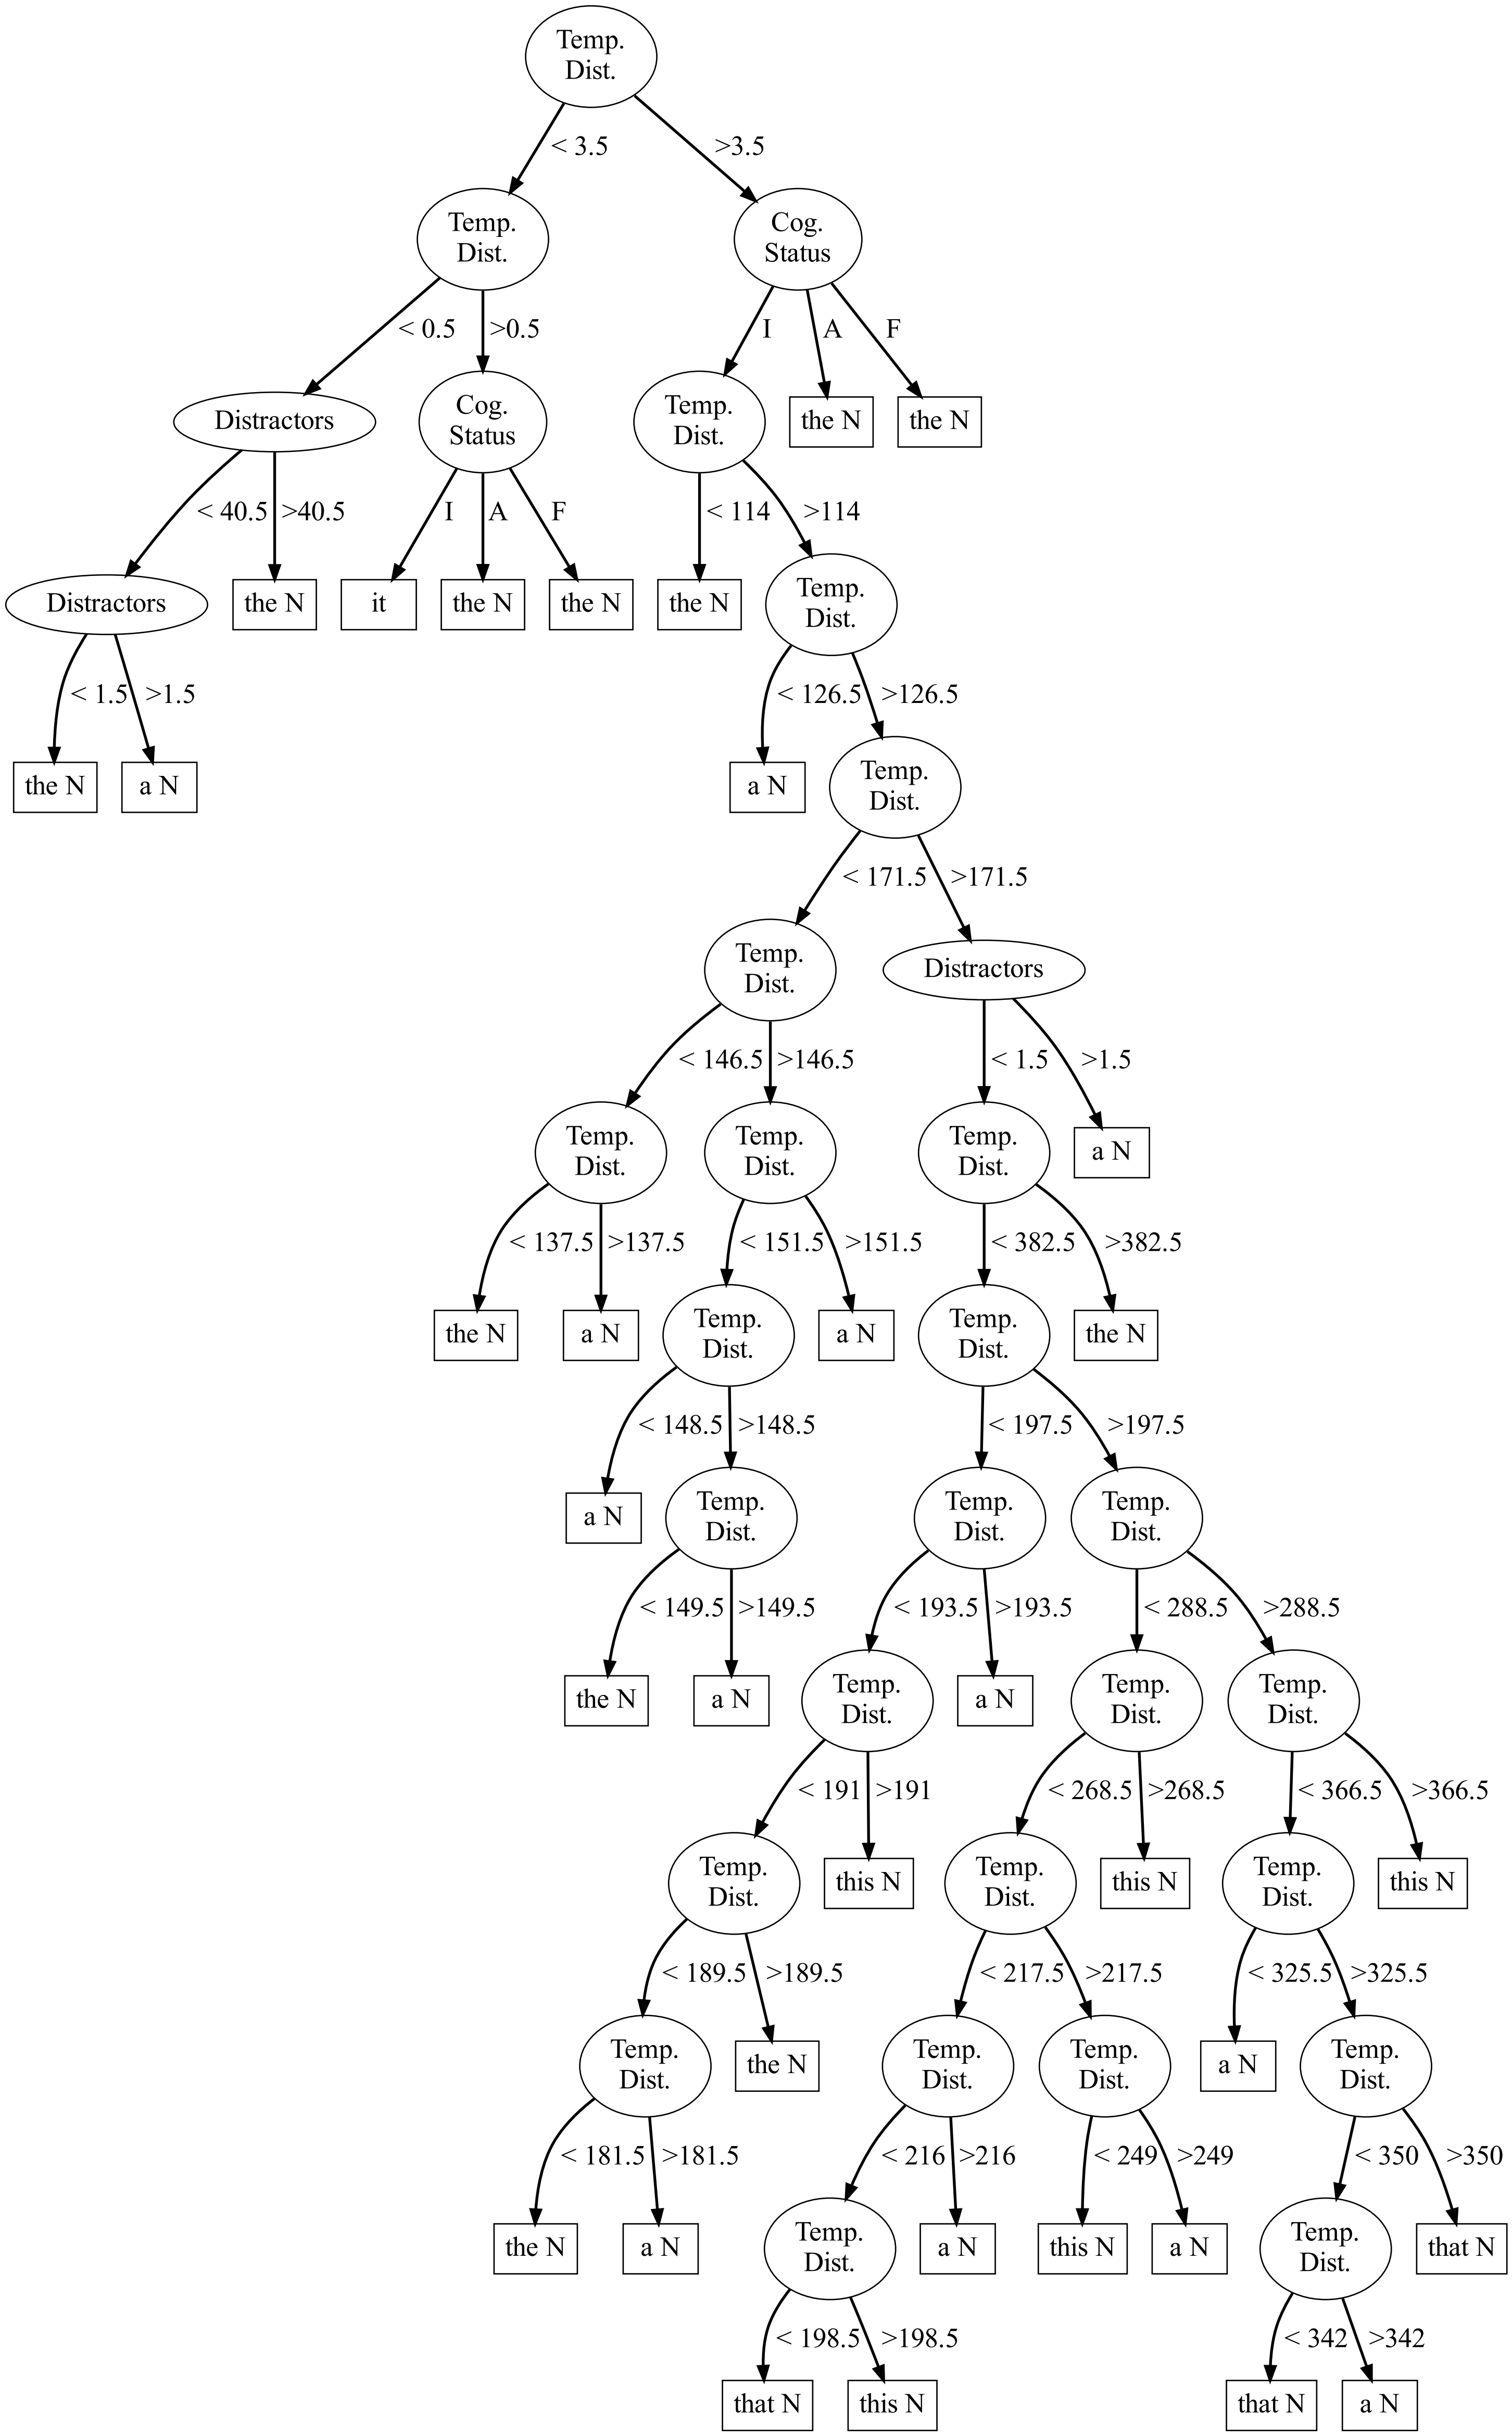 Temp.
Dist.
< 3.5
>3.5
Temp.
Dist.
Cog.
Status
< 0.5
>0.5
I
A
F
Distractors
Cog.
Status
Temp.
Dist.
the N
the N
< 40.5
>40.5
I
A
F
< 114
>114
Distractors
the N
it
the N
the N
the N
Temp.
Dist.
< 1.5
>1.5
< 126.5
>126.5
the N
a N
a N
Temp.
Dist.
< 171.5
>171.5
Temp.
Dist.
Distractors
< 146.5
>146.5
< 1.5
>1.5
Temp.
Dist.
Temp.
Dist.
Temp.
Dist.
a N
< 137.5
>137.5
< 151.5
>151.5
< 382.5
>382.5
the N
a N
Temp.
Dist.
a N
Temp.
Dist.
the N
< 148.5
>148.5
< 197.5
>197.5
a N
Temp.
Dist.
Temp.
Dist.
Temp.
Dist.
< 149.5
>149.5
< 193.5
>193.5
< 288.5
>288.5
the N
a N
Temp.
Dist.
a N
Temp.
Dist.
Temp.
Dist.
< 191
>191
< 268.5
>268.5
< 366.5
>366.5
Temp.
Dist.
this N
Temp.
Dist.
this N
Temp.
Dist.
this N
< 189.5
>189.5
< 217.5
>217.5
< 325.5
>325.5
Temp.
Dist.
the N
Temp.
Dist.
Temp.
Dist.
a N
Temp.
Dist.
< 181.5
>181.5
< 216
>216
< 249
>249
< 350
>350
the N
a N
Temp.
Dist.
a N
this N
a N
Temp.
Dist.
that N
< 198.5
>198.5
< 342
>342
that N
this N
that N
a N